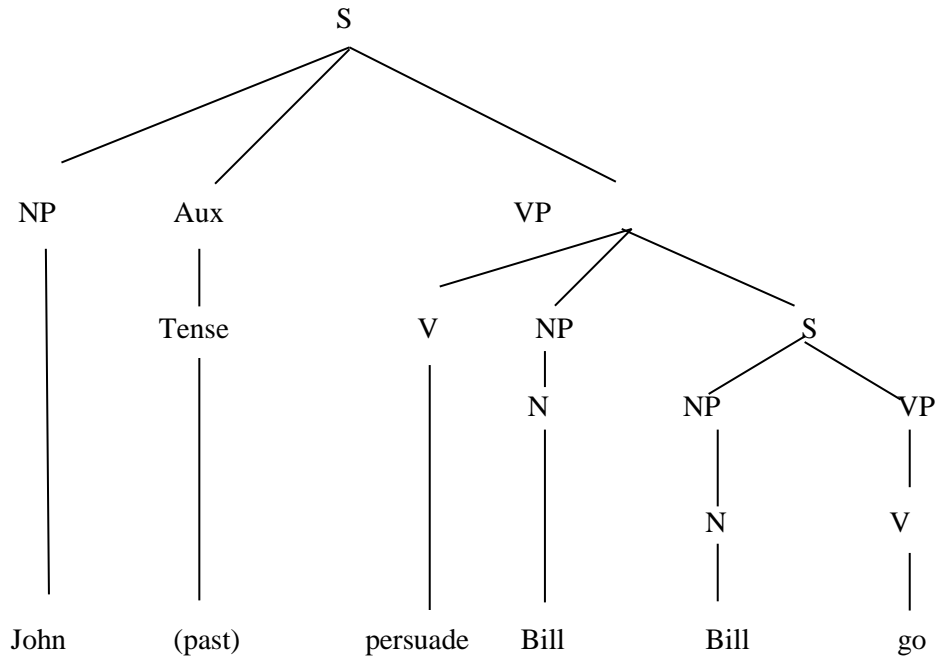 S
NP Aux VP
Tense V NP S
N NP VP
N V
John (past) persuade Bill Bill go